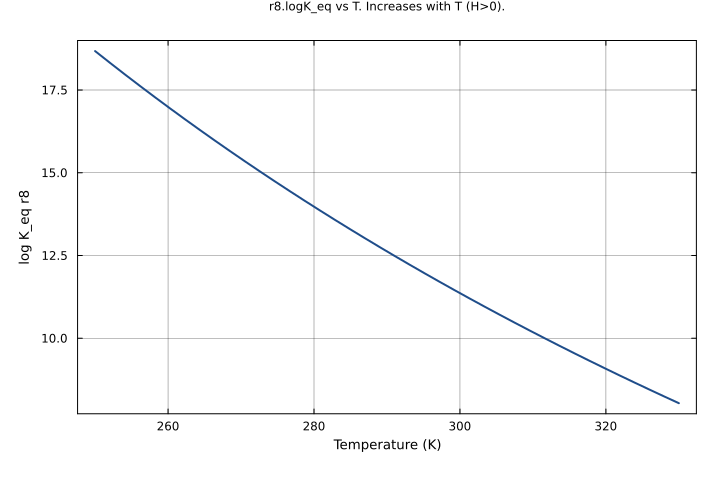 r8.logK_eq vs T. Increases with T (H>0).
log K_eq r8
17.5
15.0
12.5
10.0
260
280
300
320
Temperature (K)